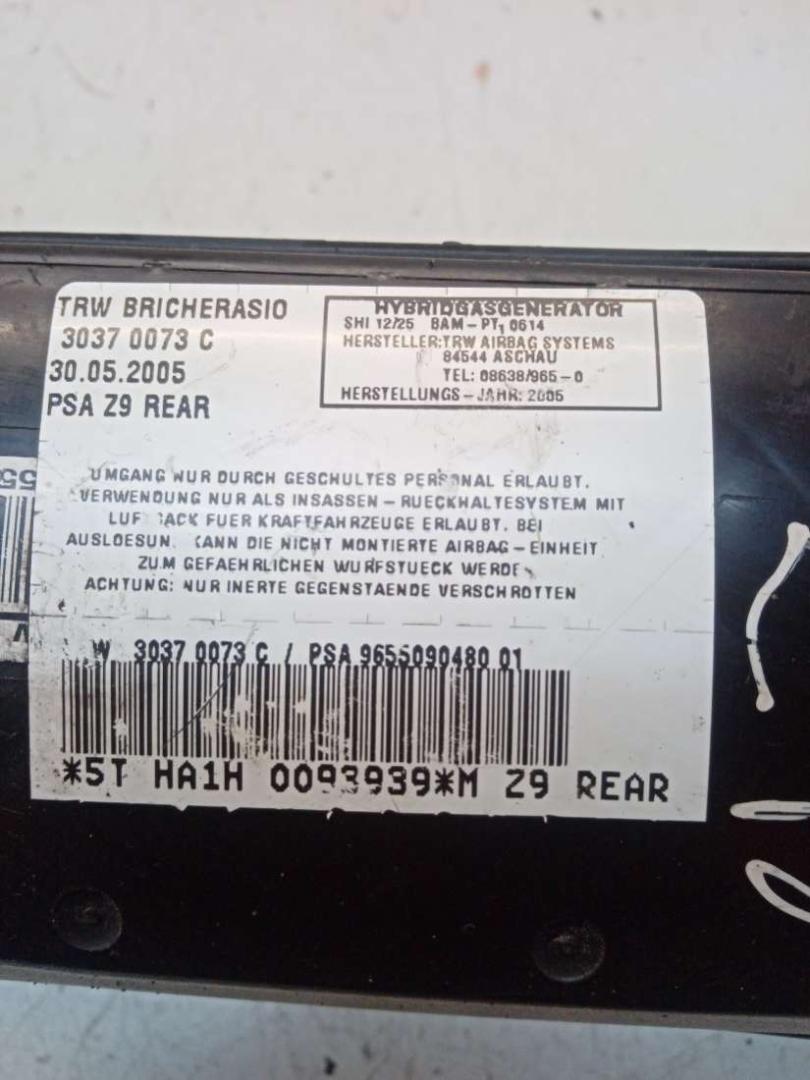 TRW BRICHERASIO
3037 0073 C
30.05.2005
PSA Z9 REAR
HYBRIDGASGENERATOR
SHI 12/25 BAM-PT1 0614
HERSTELLER:TRW AIRBAG SYSTEMS
84544 ASCHAU
TEL: 08638/965-0
HERSTELLUNGS-JAHR: 2005
UMGANG NUR DURCH GESCHULTES PERSONAL ERLAUBT.
VERWENDUNG NUR ALS INSASSEN-RUECKHALTESYSTEM MIT
FUER KRAFTFAHRZEUGE ERLAUBT. BEI
DIE NICHT MONTIERTE AIRBAG-EINHEIT
ZUM GEFAEHRLICHEN WURFSTUECK
ACHTUNG: NUR INERTE GEGENSTAENDE VERSCHROTTEN
W 3037 0073 C / PSA 9655090480 01
*5T HA1H 0093939*M Z9 REAR
55